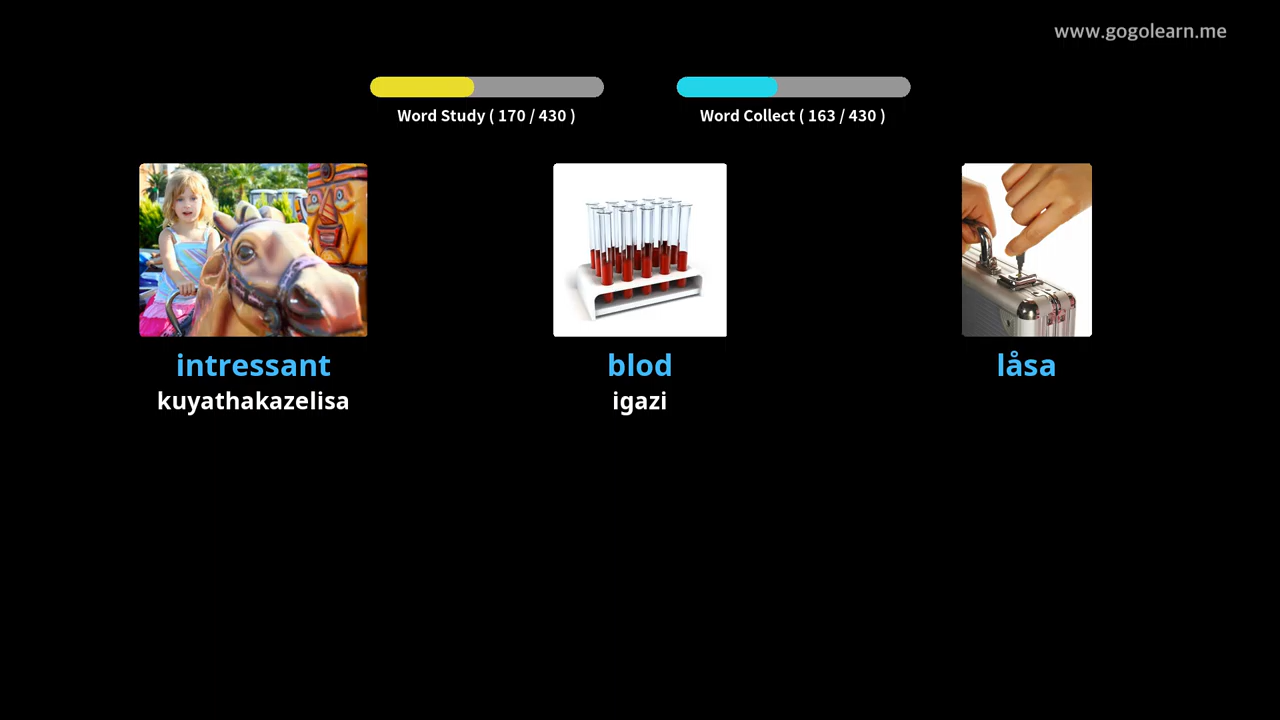 www.gogolearn.me
Word Study ( 170 / 430 )
Word Collect ( 163 / 430 )
intressant
blod
låsa
kuyathakazelisa
igazi